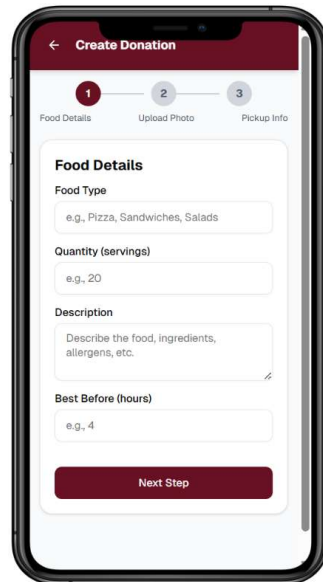 ← Create Donation
1 2 3
Food Details Upload Photo Pickup Info
Food Details
Food Type
e.g., Pizza, Sandwiches, Salads
Quantity (servings)
e.g., 20
Description
Describe the food, ingredients,
allergens, etc.
Best Before (hours)
e.g., 4
Next Step